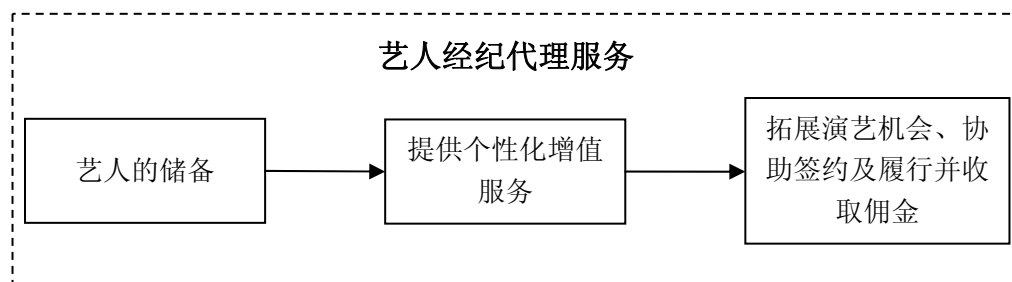 艺人经纪代理服务
艺人的储备
提供个性化增值
服务
拓展演艺机会、协
助签约及履行并收
取佣金